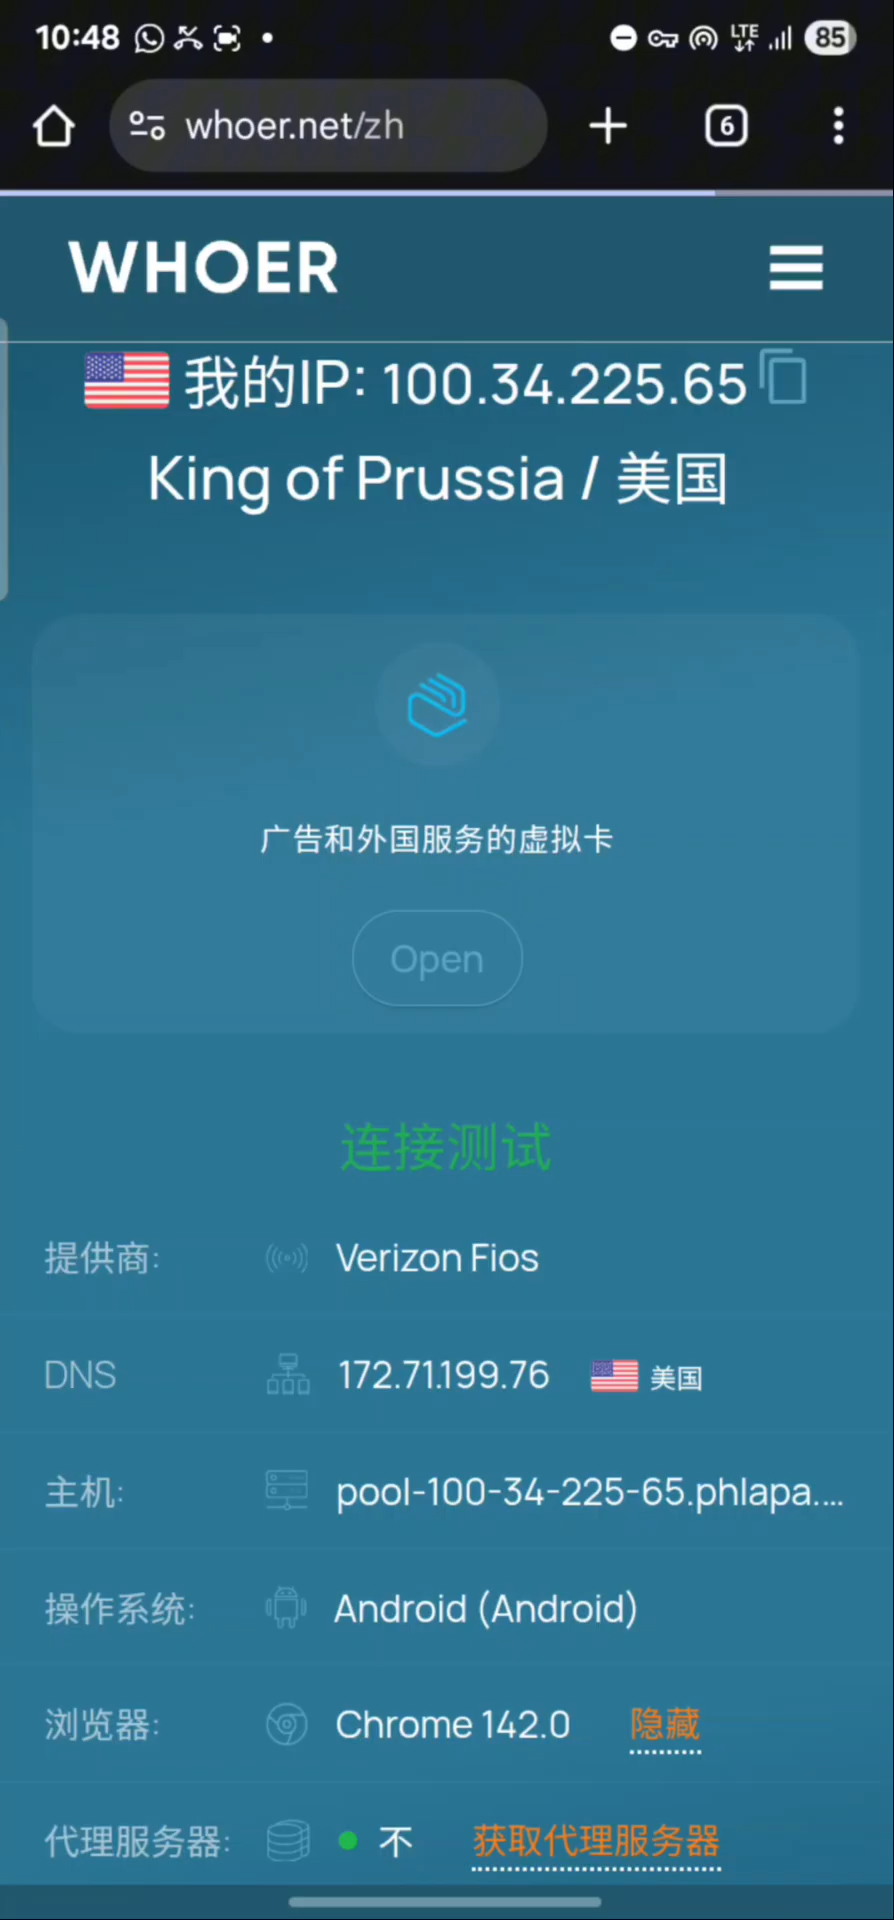 10:48 LTE 85
whoer.net/zh 6
WHOER
我的IP: 100.34.225.65
King of Prussia / 美国
广告和外国服务的虚拟卡
Open
连接测试
提供商: Verizon Fios
DNS 172.71.199.76 美国
主机: pool-100-34-225-65.phlapa....
操作系统: Android (Android)
浏览器: Chrome 142.0 隐藏
代理服务器: 不 获取代理服务器